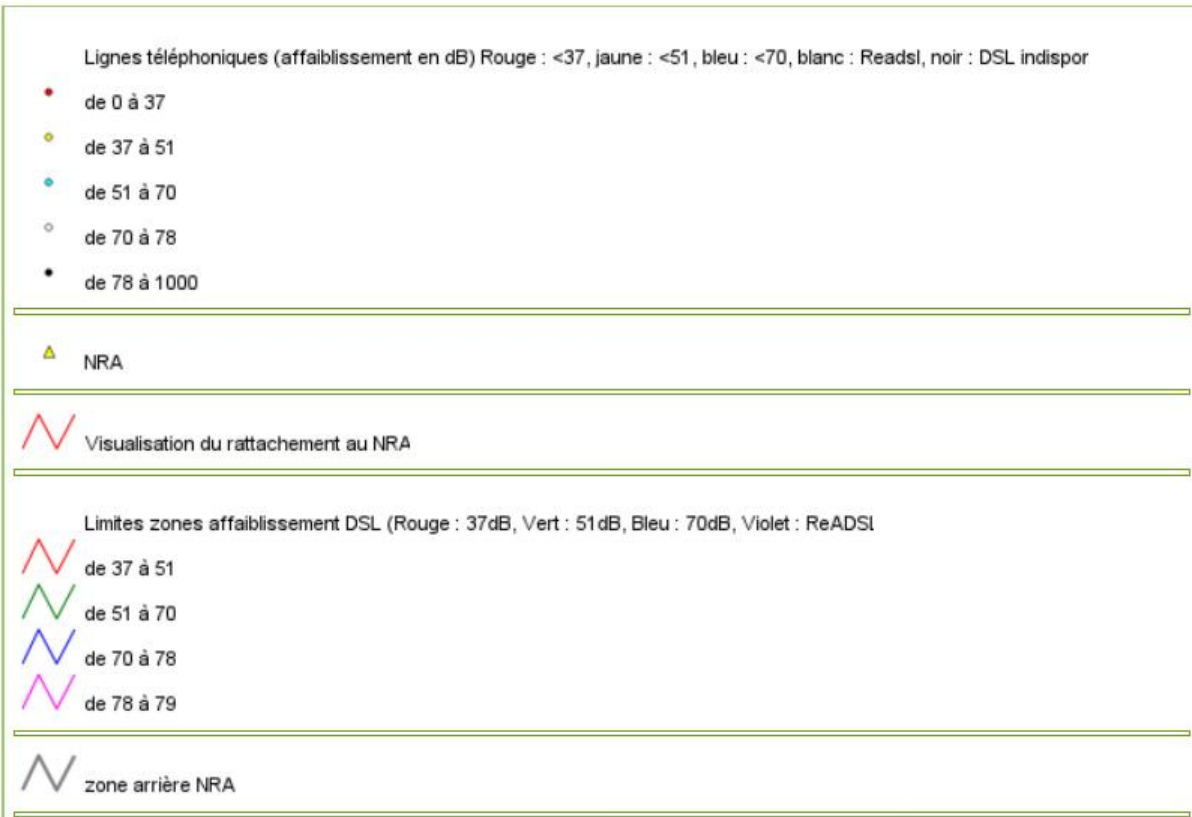 Lignes téléphoniques (affaiblissement en dB) Rouge : <37, jaune : <51, bleu : <70, blanc : Readsl, noir : DSL indispor
de 0 à 37
de 37 à 51
de 51 à 70
de 70 à 78
de 78 à 1000
NRA
Visualisation du rattachement au NRA
Limites zones affaiblissement DSL (Rouge : 37dB, Vert : 51dB, Bleu : 70dB, Violet : ReADSL
de 37 à 51
de 51 à 70
de 70 à 78
de 78 à 79
zone arrière NRA